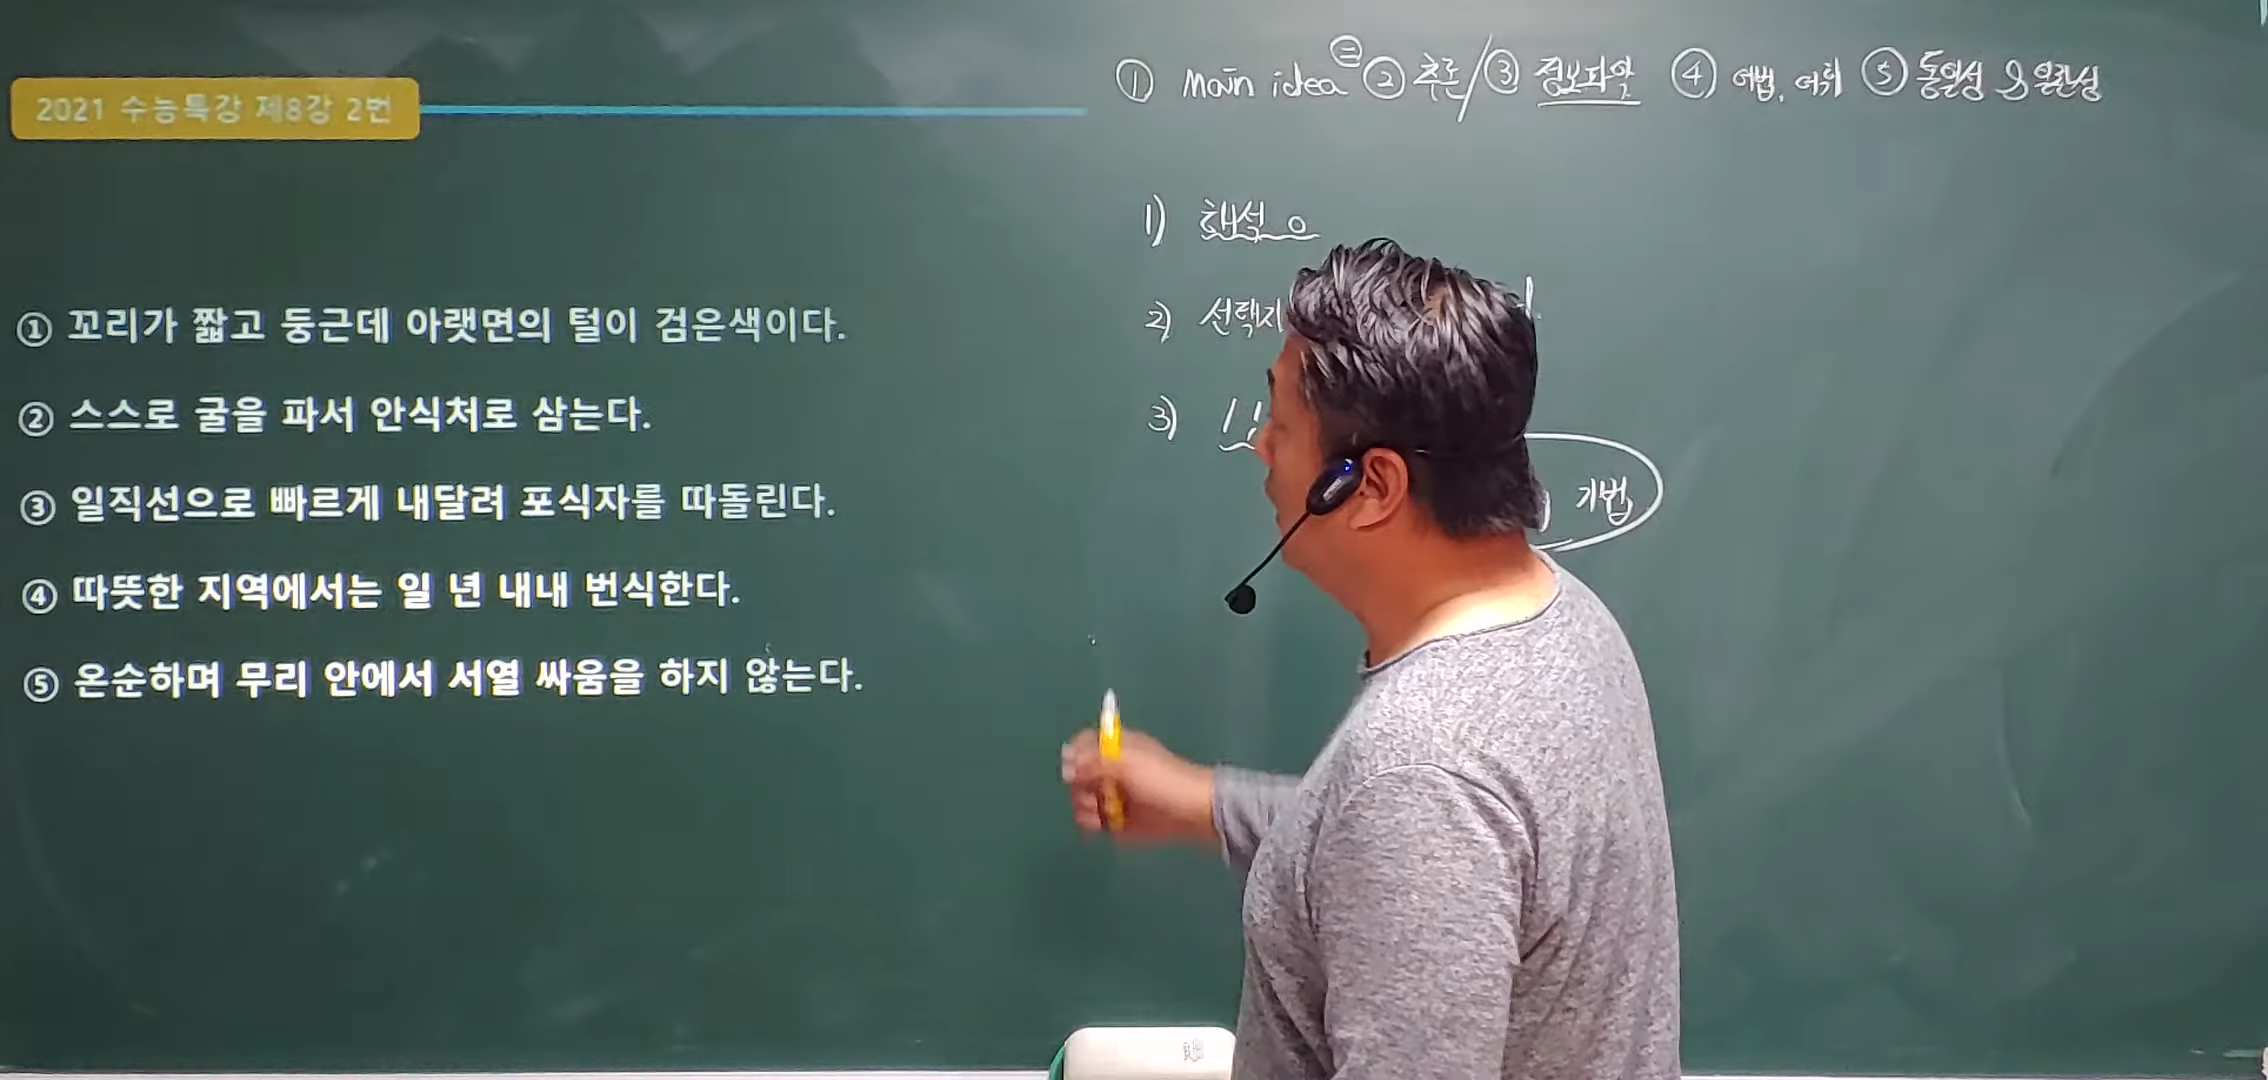 2021 수능특강 제8강 2번
① 꼬리가 짧고 둥근데 아랫면의 털이 검은색이다.
② 스스로 굴을 파서 안식처로 삼는다.
③ 일직선으로 빠르게 내달려 포식자를 따돌린다.
④ 따뜻한 지역에서는 일 년 내내 번식한다.
⑤ 온순하며 무리 안에서 서열 싸움을 하지 않는다.
① main idea ② 추론/③ 정보파악 ④ 어법, 어휘 ⑤ 통일성 & 일관성
1) 해석 O
2) 선택지
3)
기법